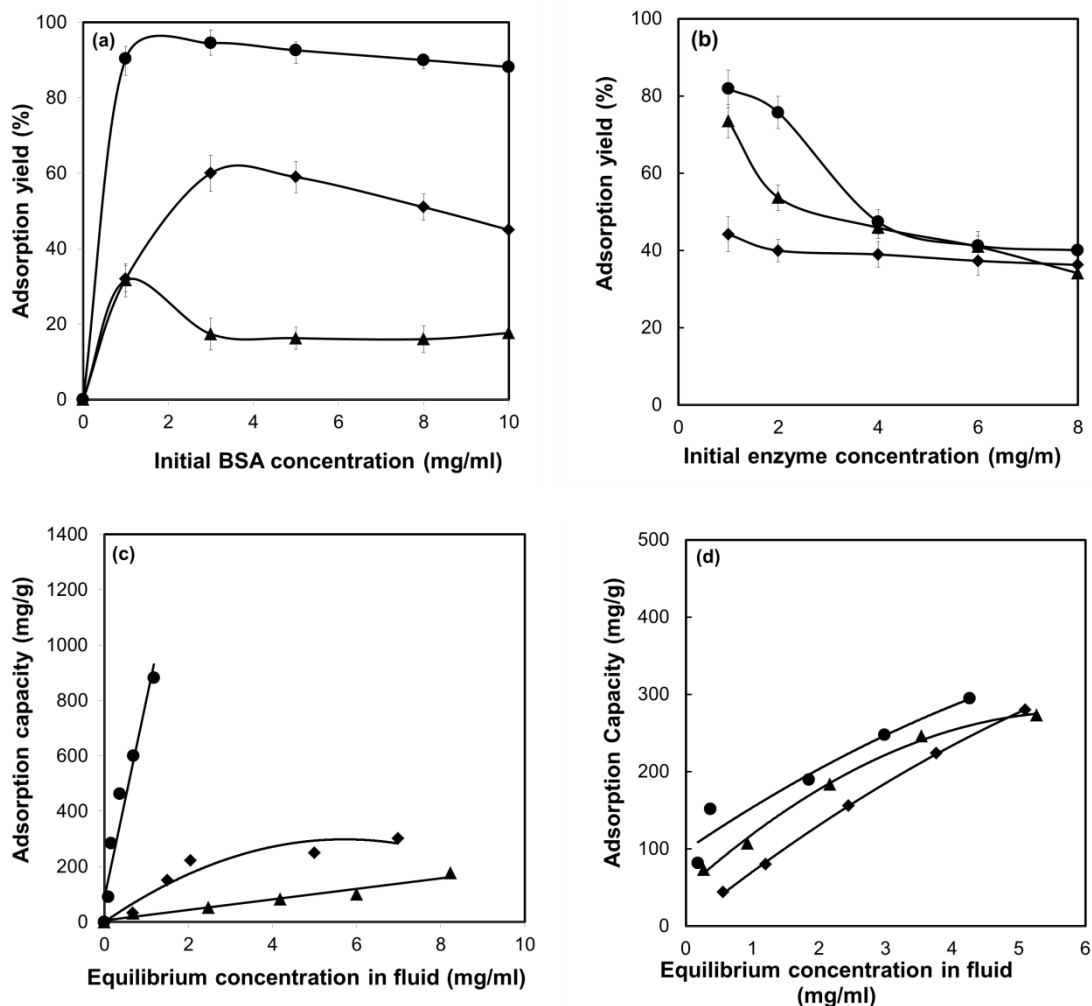 (a)
Adsorption yield (%)
100
80
60
40
20
0
0 2 4 6 8 10
Initial BSA concentration (mg/ml)
(b)
Adsorption yield (%)
100
80
60
40
20
0
0 2 4 6 8
Initial enzyme concentration (mg/m)
(c)
Adsorption capacity (mg/g)
1400
1200
1000
800
600
400
200
0
0 2 4 6 8 10
Equilibrium concentration in fluid (mg/ml)
(d)
Adsorption Capacity (mg/g)
500
400
300
200
100
0
0 1 2 3 4 5 6
Equilibrium concentration in fluid
(mg/ml)